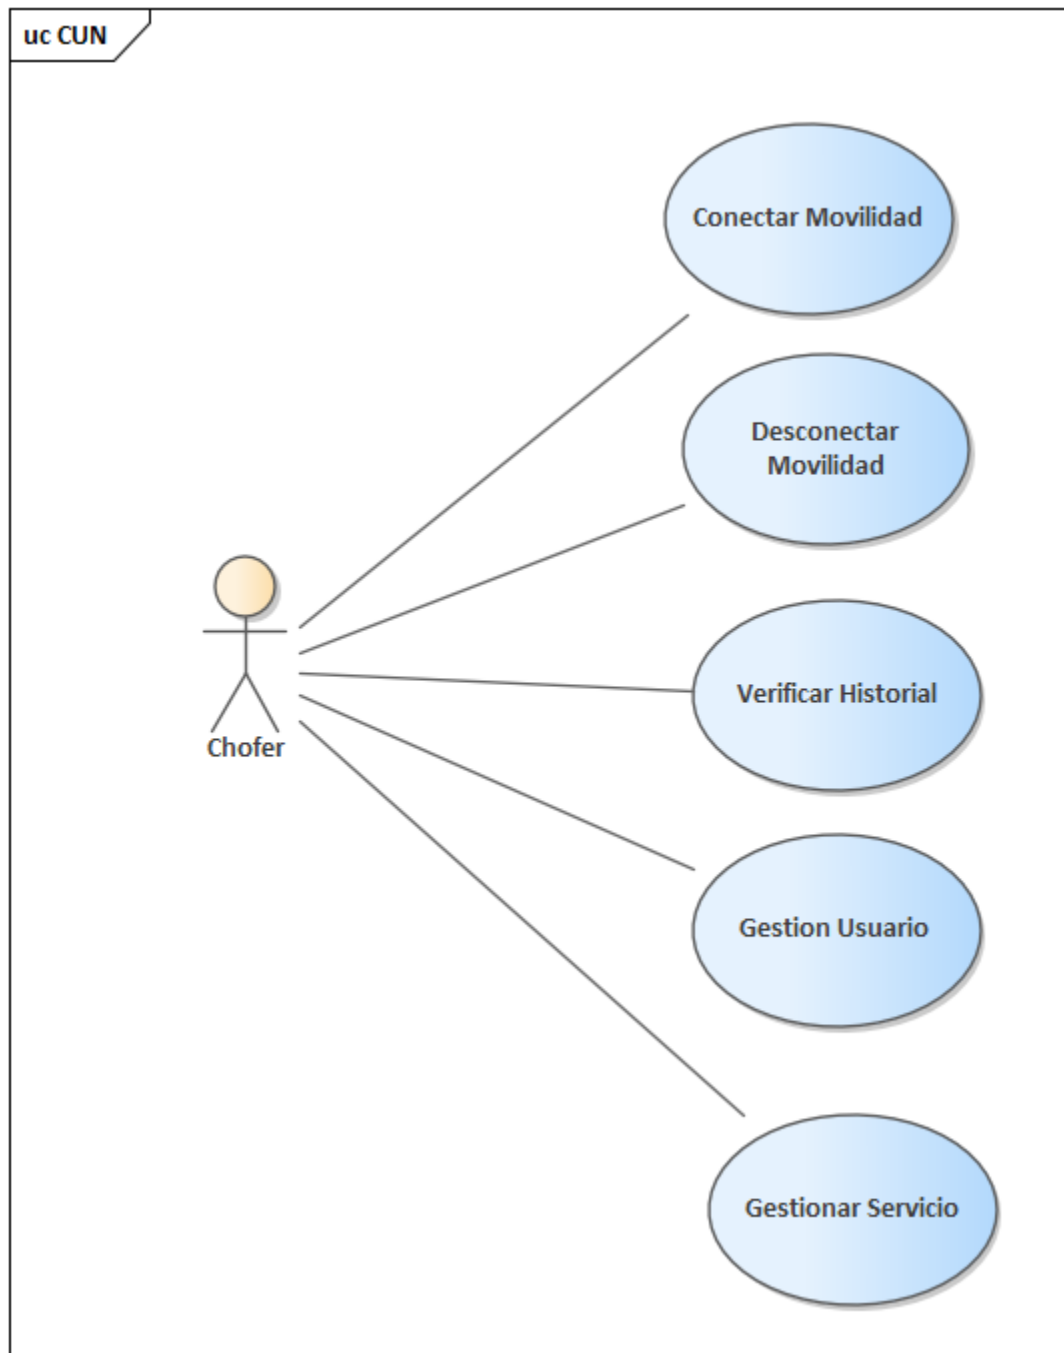 uc CUN
Conectar Movilidad
Desconectar
Movilidad
Chofer
Verificar Historial
Gestion Usuario
Gestionar Servicio